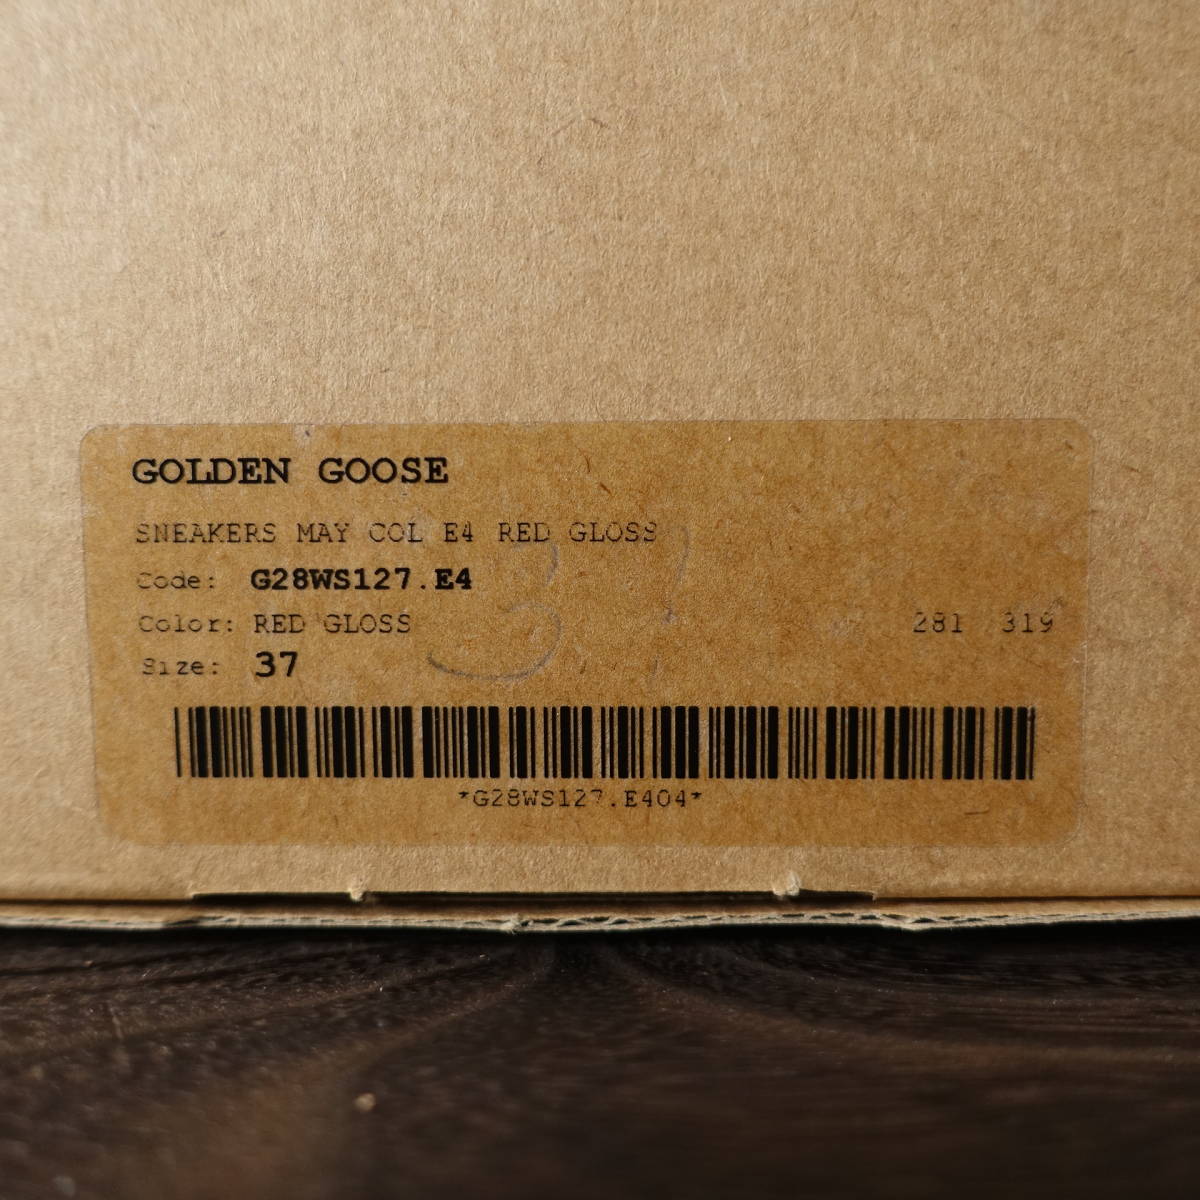 GOLDEN GOOSE
SNEAKERS MAY COL E4 RED GLOSS
Code: G28WS127.E4
Color: RED GLOSS 281 319
Size: 37
*G28WS127.E404*